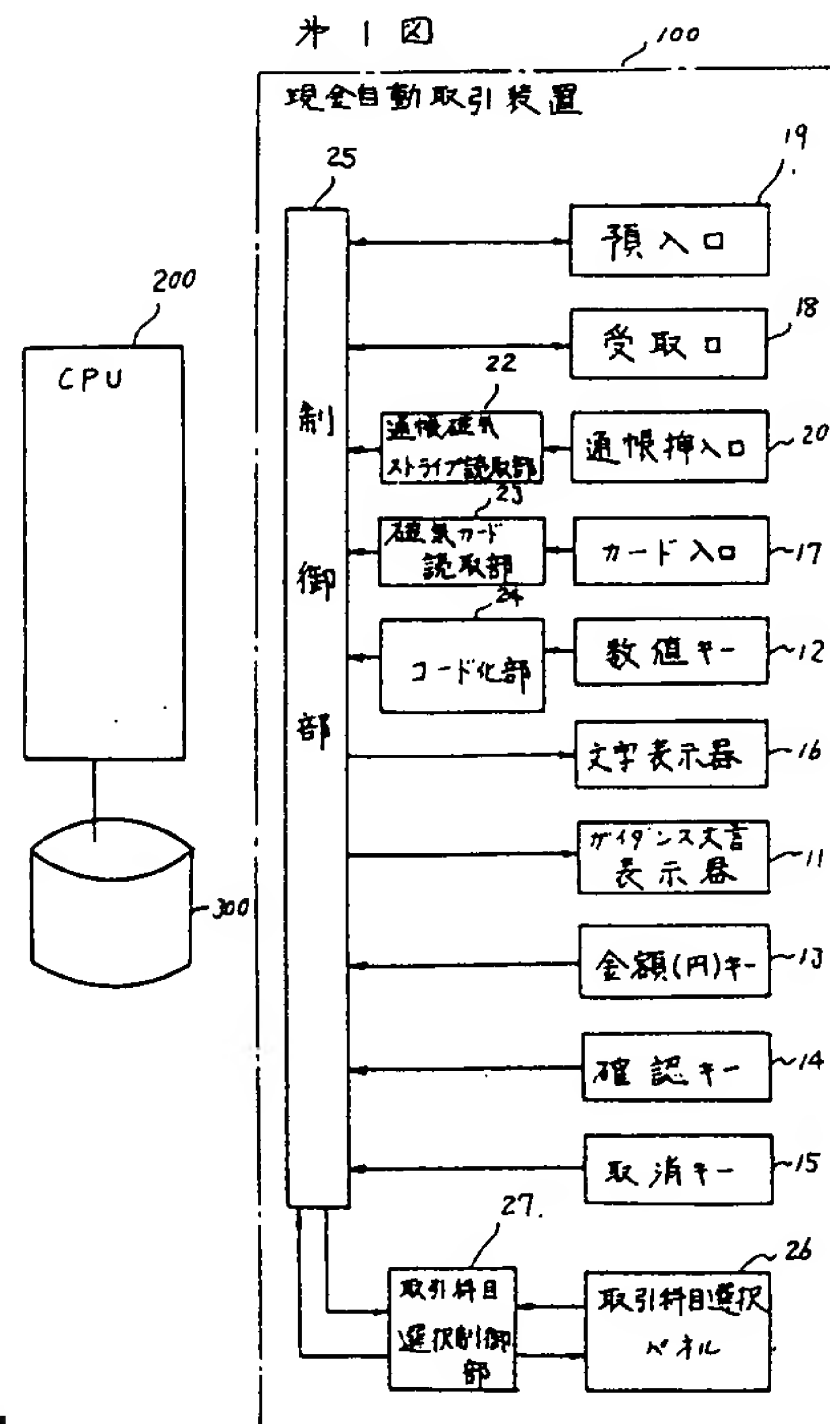 第1図
100
現金自動取引装置
25
19
預入口
200
CPU
18
受取口
制御部
22
通帳磁気
ストライプ読取部
通帳挿入口
20
23
磁気カード
読取部
カード入口
17
24
コード化部
数値キー
12
文字表示器
16
ガイダンス文言
表示器
11
300
金額(円)キー
13
確認キー
14
取消キー
15
27.
取引科目
選択制御
部
26
取引科目選択
パネル